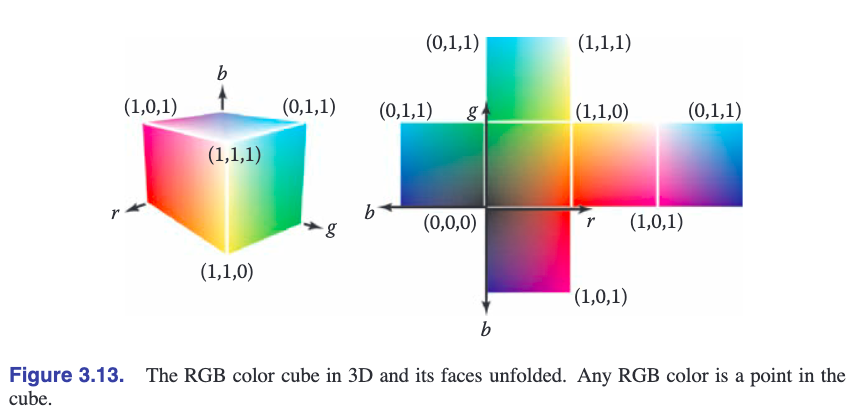 b
(1,0,1)
(0,1,1)
(1,1,1)
r
g
(1,1,0)
(0,1,1)
(1,1,1)
(0,1,1)
g
(1,1,0)
(0,1,1)
b
(0,0,0)
r
(1,0,1)
(1,0,1)
b
Figure 3.13. The RGB color cube in 3D and its faces unfolded. Any RGB color is a point in the
cube.